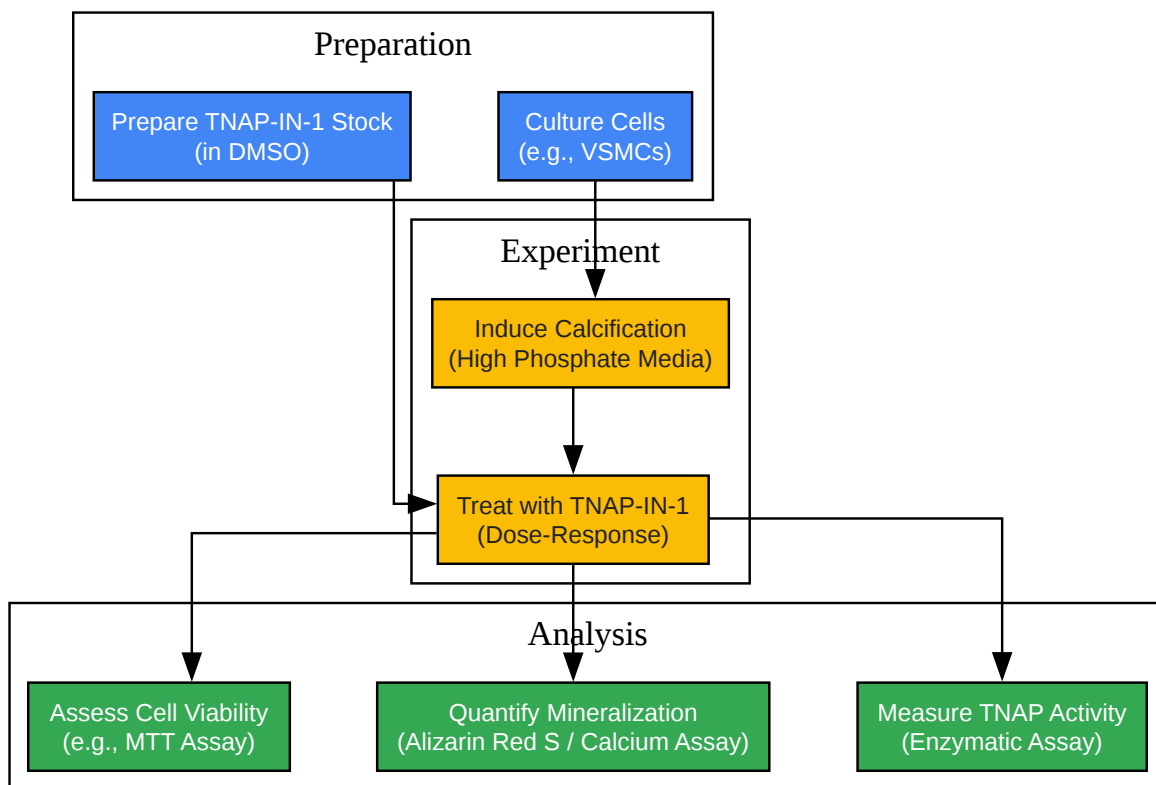 Preparation
Prepare TNAP-IN-1 Stock
(in DMSO)
Culture Cells
(e.g., VSMCs)
Experiment
Induce Calcification
(High Phosphate Media)
Treat with TNAP-IN-1
(Dose-Response)
Analysis
Assess Cell Viability
(e.g., MTT Assay)
Quantify Mineralization
(Alizarin Red S / Calcium Assay)
Measure TNAP Activity
(Enzymatic Assay)